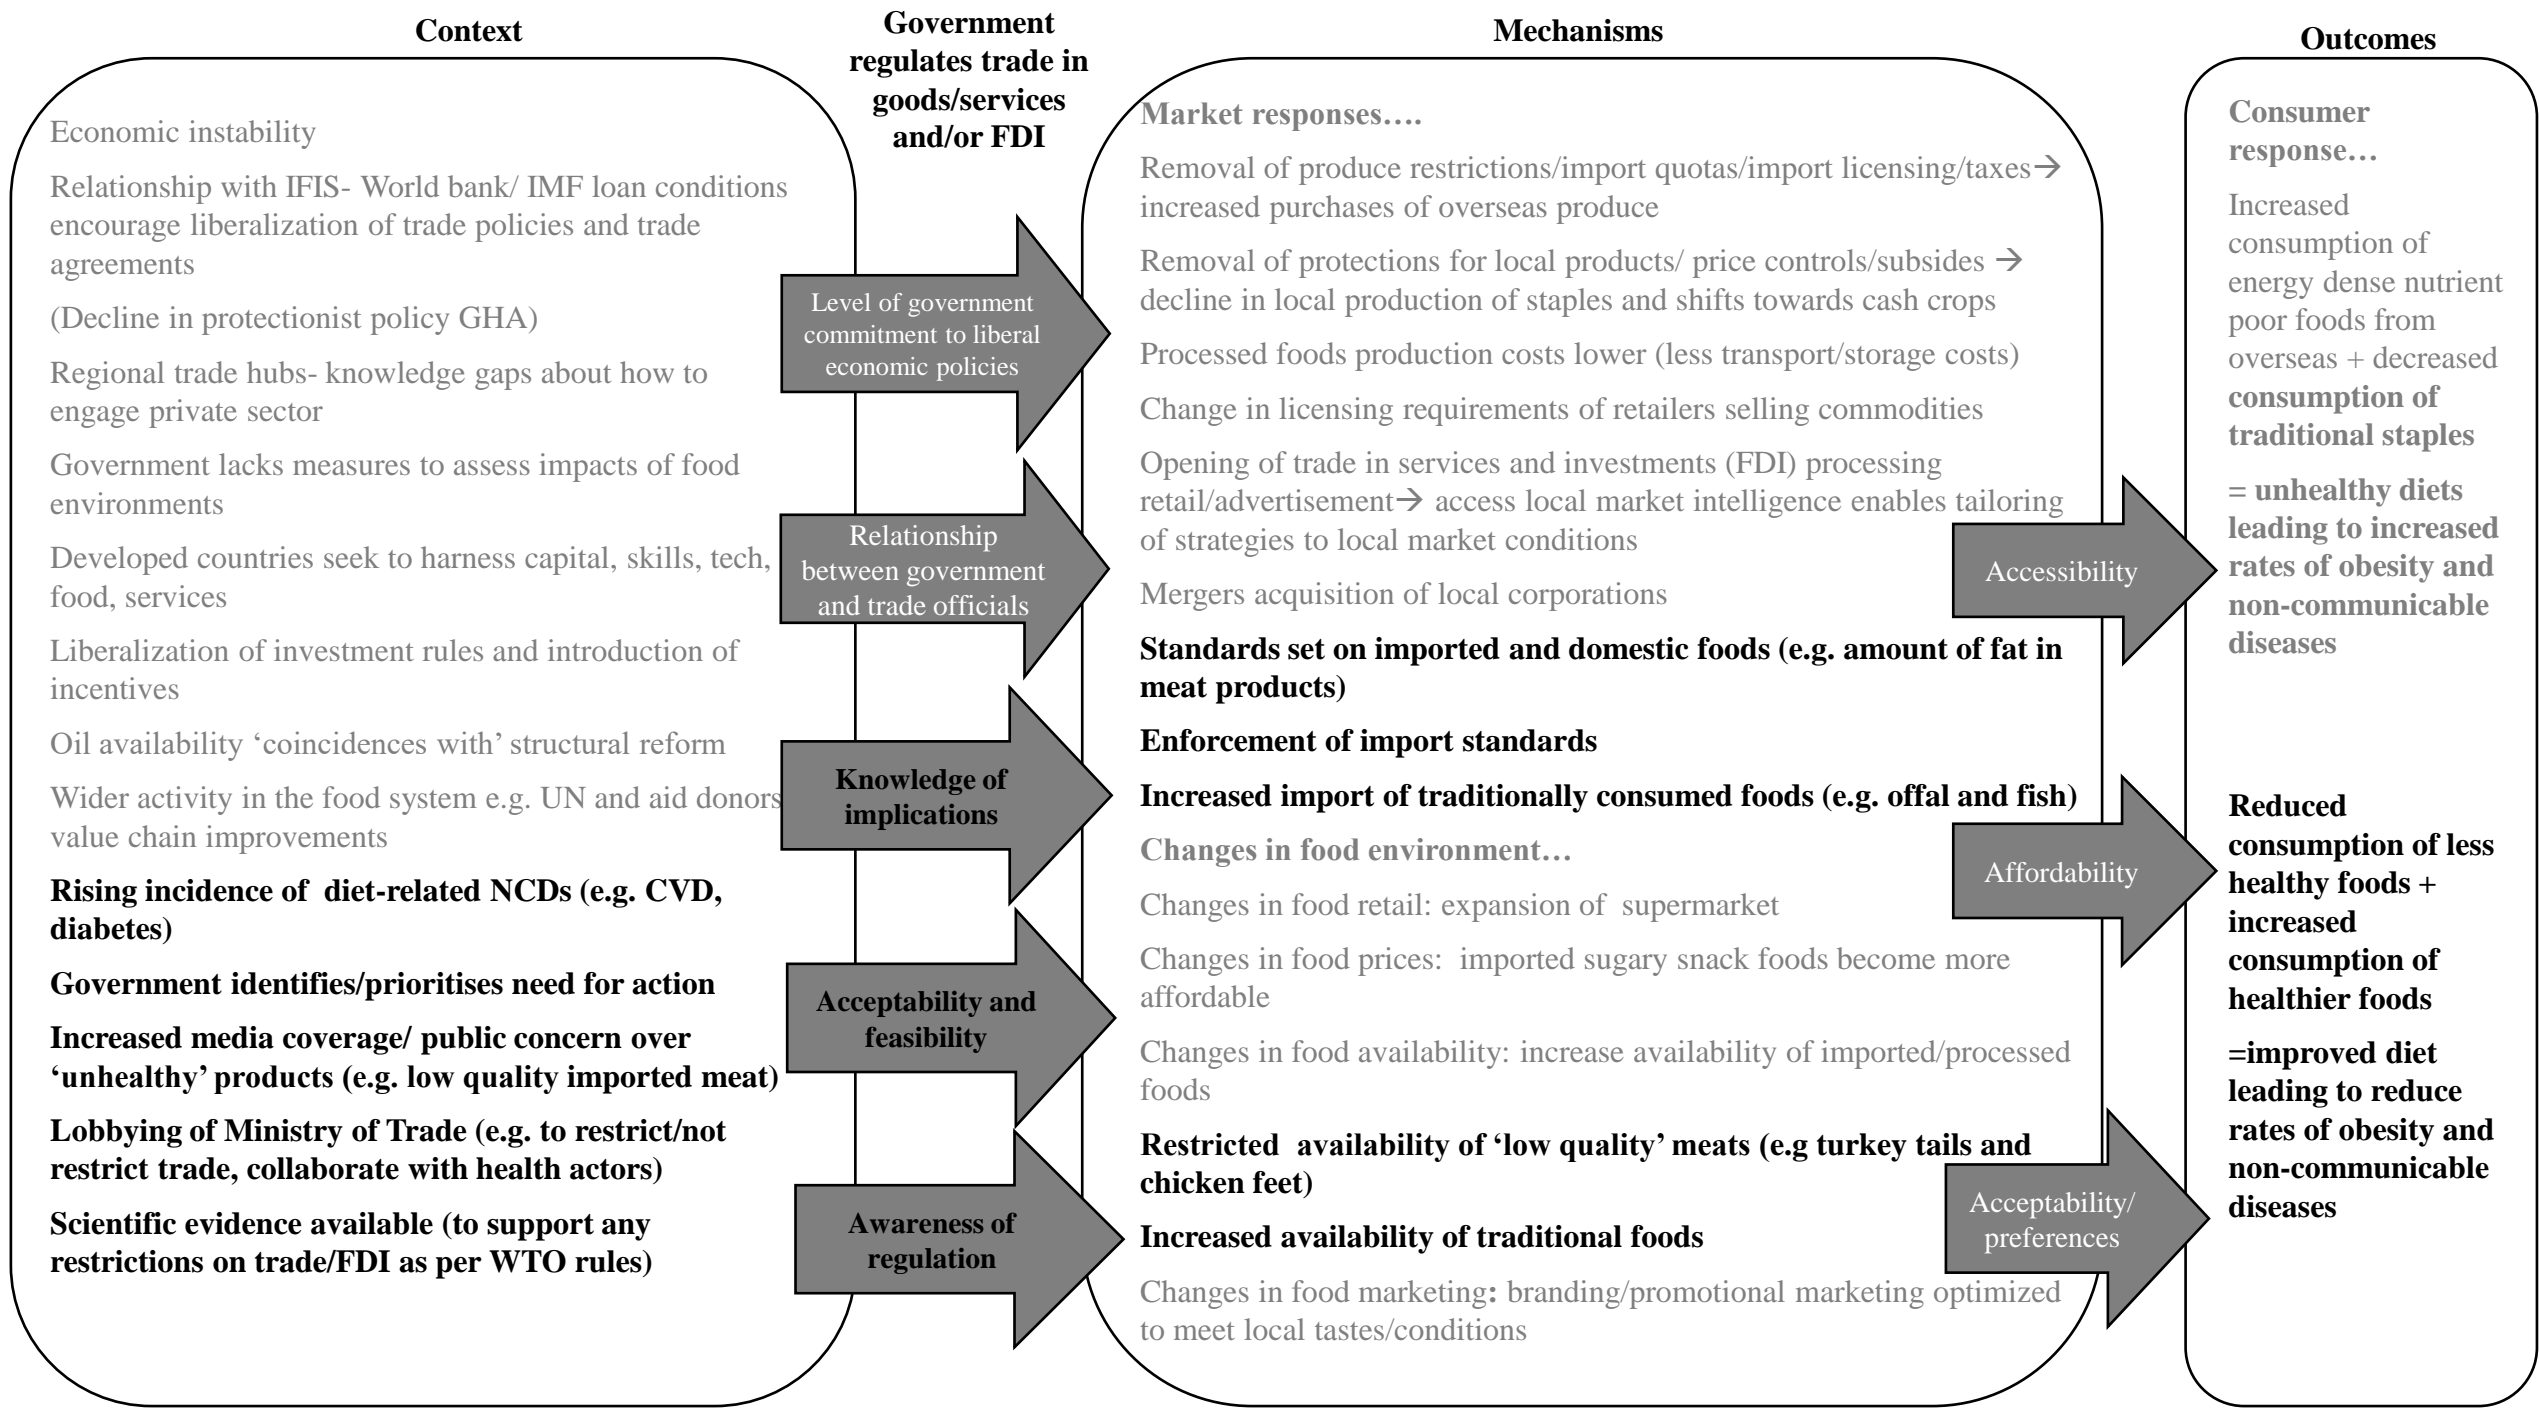 Context
Economic instability
Relationship with IFIS- World bank/ IMF loan conditions
encourage liberalization of trade policies and trade
agreements
(Decline in protectionist policy GHA)
Regional trade hubs- knowledge gaps about how to
engage private sector
Government lacks measures to assess impacts of food
environments
Developed countries seek to harness capital, skills, tech,
food, services
Liberalization of investment rules and introduction of
incentives
Oil availability ‘coincidences with’ structural reform
Wider activity in the food system e.g. UN and aid donors
value chain improvements
Rising incidence of diet-related NCDs (e.g. CVD,
diabetes)
Government identifies/prioritises need for action
Increased media coverage/ public concern over
‘unhealthy’ products (e.g. low quality imported meat)
Lobbying of Ministry of Trade (e.g. to restrict/not
restrict trade, collaborate with health actors)
Scientific evidence available (to support any
restrictions on trade/FDI as per WTO rules)
Government
regulates trade in
goods/services
and/or FDI
Level of government
commitment to liberal
economic policies
Relationship
between government
and trade officials
Knowledge of
implications
Acceptability and
feasibility
Awareness of
regulation
Mechanisms
Market responses….
Removal of produce restrictions/import quotas/import licensing/taxes→
increased purchases of overseas produce
Removal of protections for local products/ price controls/subsides →
decline in local production of staples and shifts towards cash crops
Processed foods production costs lower (less transport/storage costs)
Change in licensing requirements of retailers selling commodities
Opening of trade in services and investments (FDI) processing
retail/advertisement→ access local market intelligence enables tailoring
of strategies to local market conditions
Mergers acquisition of local corporations
Standards set on imported and domestic foods (e.g. amount of fat in
meat products)
Enforcement of import standards
Increased import of traditionally consumed foods (e.g. offal and fish)
Changes in food environment…
Changes in food retail: expansion of supermarket
Changes in food prices: imported sugary snack foods become more
affordable
Changes in food availability: increase availability of imported/processed
foods
Restricted availability of ‘low quality’ meats (e.g turkey tails and
chicken feet)
Increased availability of traditional foods
Changes in food marketing: branding/promotional marketing optimized
to meet local tastes/conditions
Accessibility
Affordability
Acceptability/
preferences
Outcomes
Consumer
response…
Increased
consumption of
energy dense nutrient
poor foods from
overseas + decreased
consumption of
traditional staples
= unhealthy diets
leading to increased
rates of obesity and
non-communicable
diseases
Reduced
consumption of less
healthy foods +
increased
consumption of
healthier foods
=improved diet
leading to reduce
rates of obesity and
non-communicable
diseases